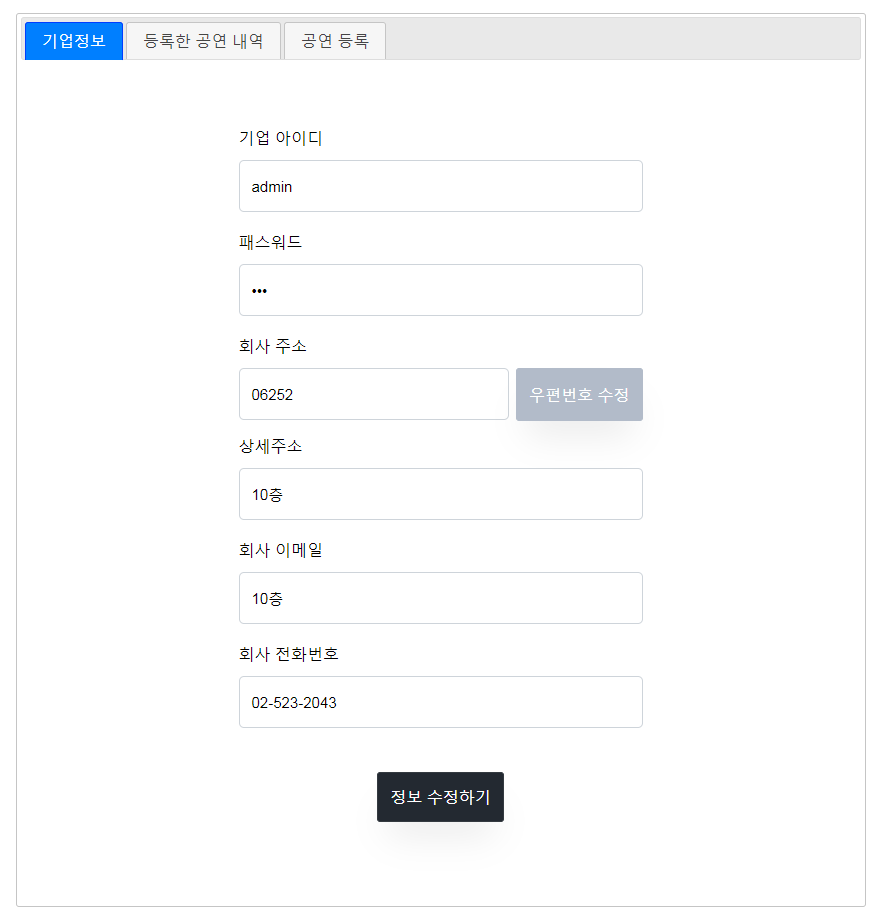 기업정보 등록한 공연 내역 공연 등록
기업 아이디
admin
패스워드
•••
회사 주소
06252 우편번호 수정
상세주소
10층
회사 이메일
10층
회사 전화번호
02-523-2043
정보 수정하기